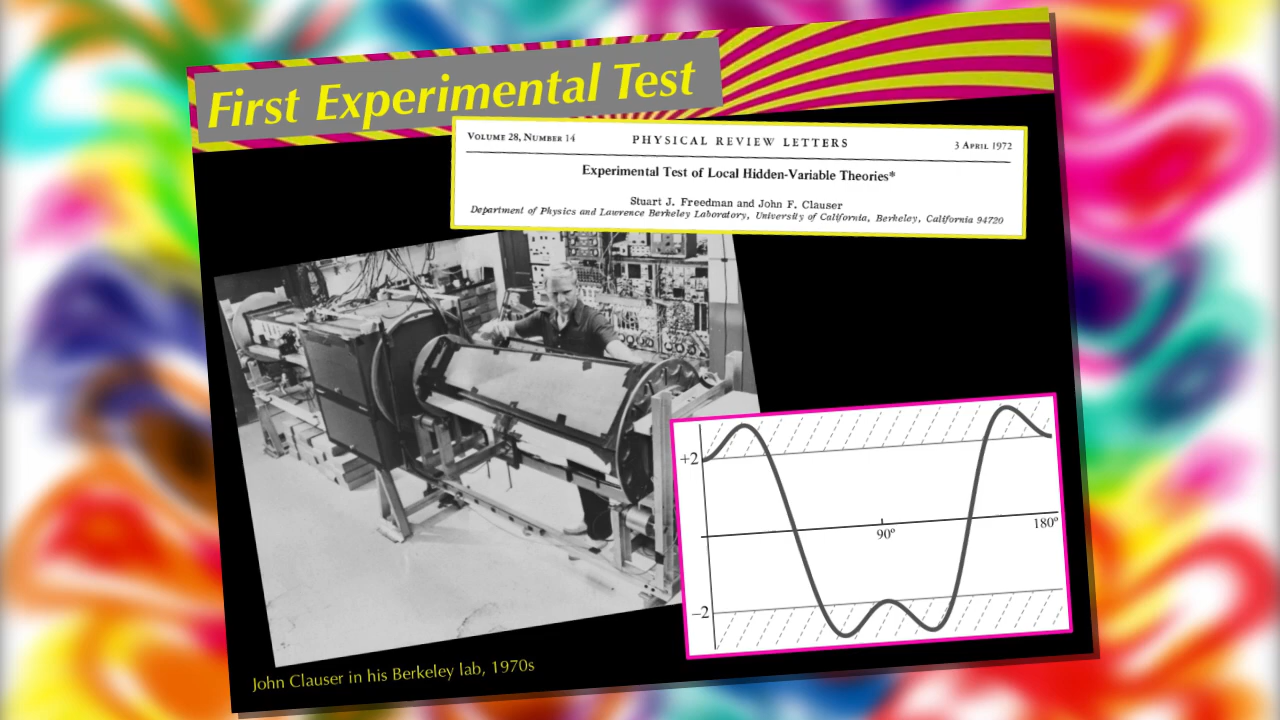 First Experimental Test
VOLUME 28, NUMBER 14 PHYSICAL REVIEW LETTERS 3 APRIL 1972
Experimental Test of Local Hidden-Variable Theories*
Stuart J. Freedman and John F. Clauser
Department of Physics and Lawrence Berkeley Laboratory, University of California, Berkeley, California 94720
+2
90º
180º
−2
John Clauser in his Berkeley lab, 1970s